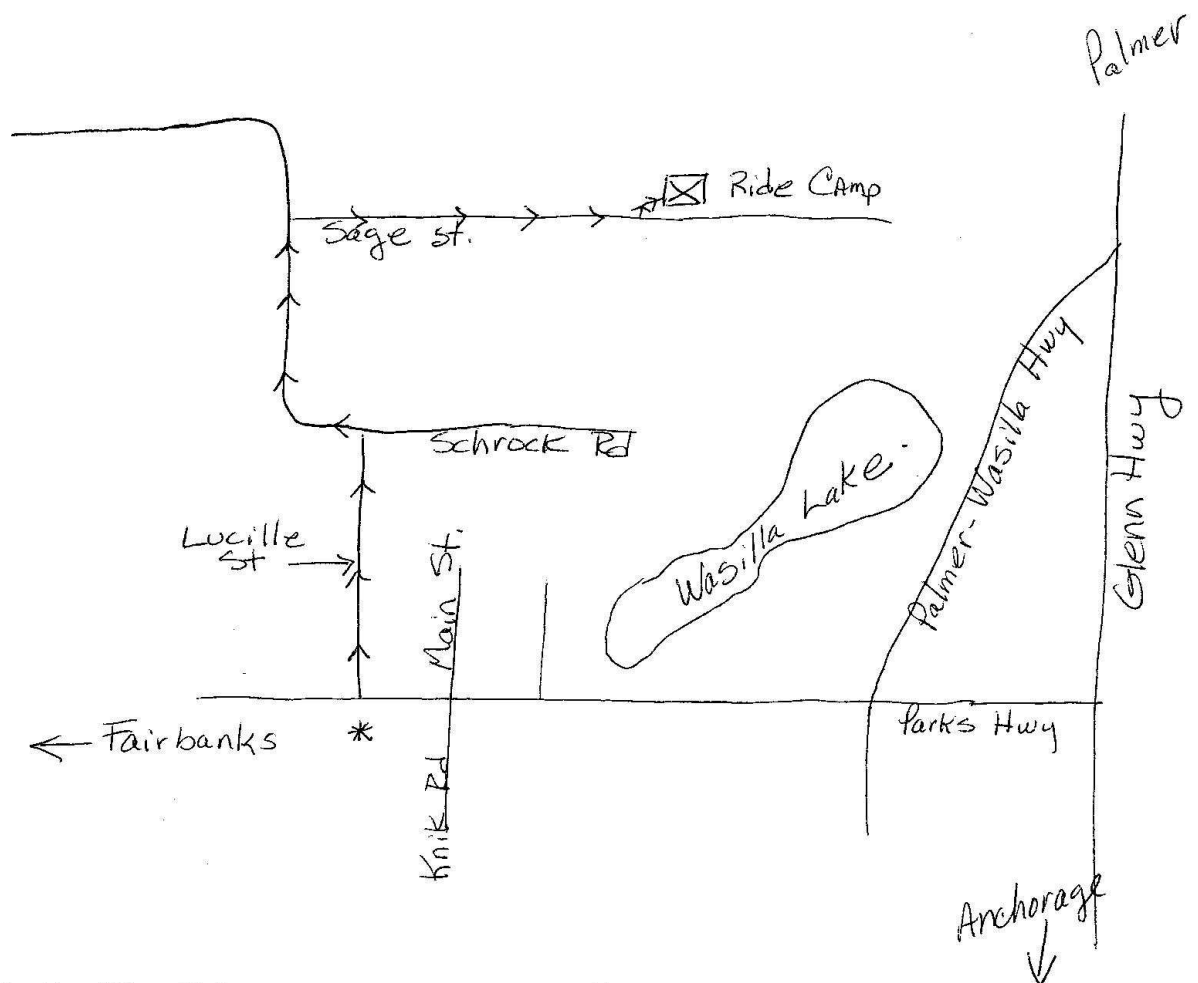 Palmer
Ride CAmp
Sage St.
Palmer-Wasilla Hwy
Glenn Hwy
Schrock Rd
Wasilla Lake
Lucille
St
Main St.
Parks Hwy
Fairbanks
*
Knik Rd
Anchorage